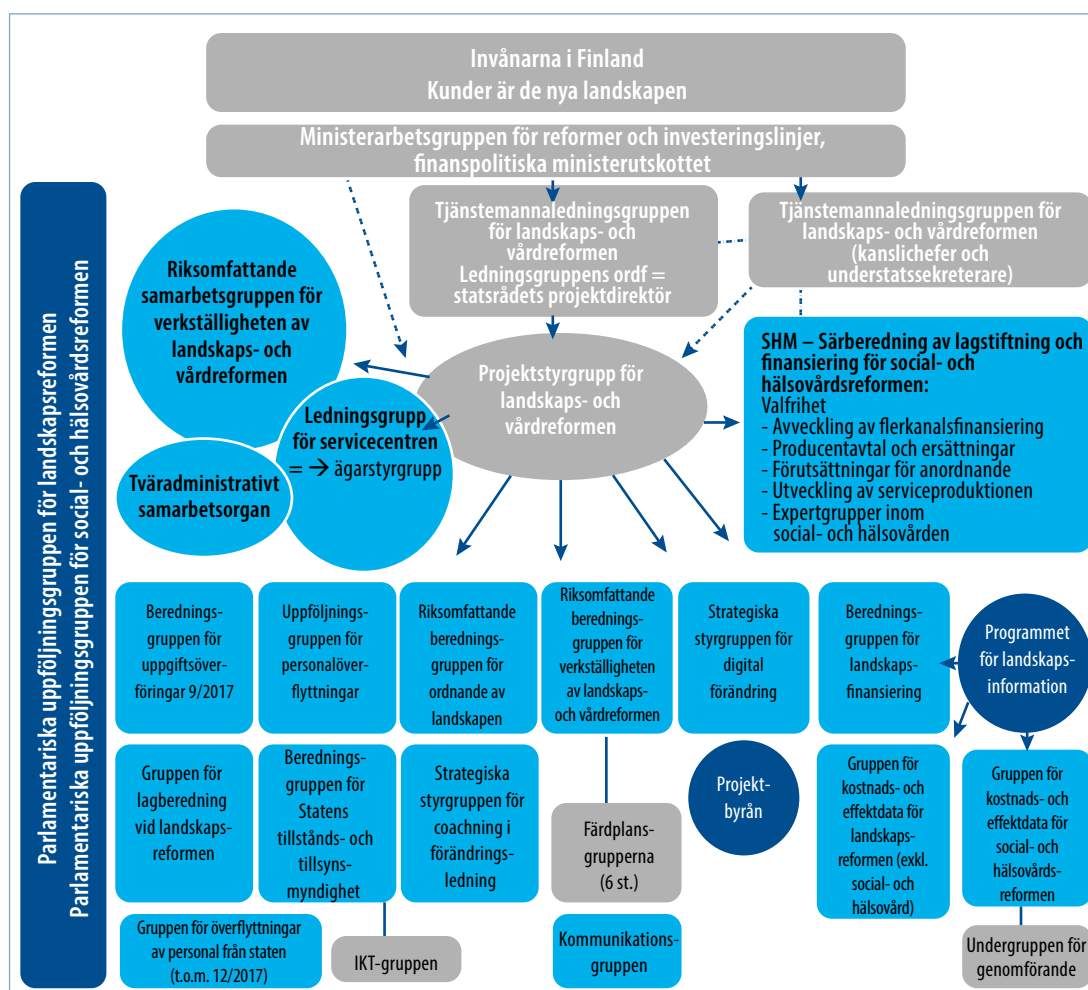 Invånarna i Finland
Kunder är de nya landskapen
Ministerarbetsgruppen för reformer och investeringslinjer,
finanspolitiska ministerutskottet
Parlamentariska uppföljningsgruppen för landskapsreformen
Parlamentariska uppföljningsgruppen för social- och hälsovårdsreformen
Tjänstemannaledningsgruppen
för landskaps- och
vårdreformen
Ledningsgruppens ordf =
statsrådets projektdirektör
Tjänstemannaledningsgruppen för
landskaps- och vårdreformen
(kanslichefer och
understatssekreterare)
Riksomfattande
samarbetsgruppen för
verkställigheten av
landskaps- och
vårdreformen
Projektstyrgrupp för
landskaps- och
vårdreformen
Ledningsgrupp
för servicecentren
= → ägarstyrgrupp
Tväradministrativt
samarbetsorgan
SHM – Särberedning av lagstiftning och
finansiering för social- och
hälsovårdsreformen:
Valfrihet
- Avveckling av flerkanalsfinansiering
- Producentavtal och ersättningar
- Förutsättningar för anordnande
- Utveckling av serviceproduktionen
- Expertgrupper inom
social- och hälsovården
Berednings-
gruppen för
uppgiftsöver-
föringar 9/2017
Uppföljnings-
gruppen för
personalöver-
flyttningar
Riksomfattande
berednings-
gruppen för
ordnande av
landskapen
Riksomfattande
berednings-
gruppen för
verkställigheten
av landskaps-
och vårdreformen
Strategiska
styrgruppen för
digital
förändring
Berednings-
gruppen för
landskaps-
finansiering
Programmet
för landskaps-
information
Gruppen för
lagberedning
vid landskaps-
reformen
Berednings-
gruppen för
Statens
tillstånds- och
tillsyns-
myndighet
Strategiska
styrgruppen för
coachning i
förändrings-
ledning
Färdplans-
grupperna
(6 st.)
Projekt-
byrån
Gruppen för
kostnads- och
effektdata för
landskaps-
reformen (exkl.
social- och
hälsovård)
Gruppen för
kostnads- och
effektdata för
social- och
hälsovårds-
reformen
Gruppen för överflyttningar
av personal från staten
(t.o.m. 12/2017)
IKT-gruppen
Kommunikations-
gruppen
Undergruppen för
genomförande